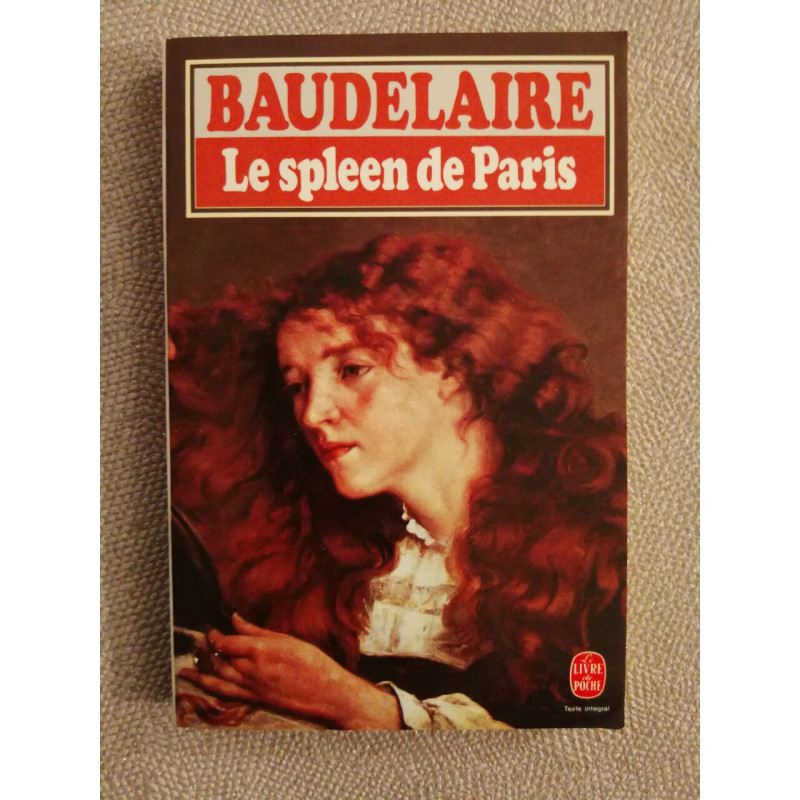 BAUDELAIRE
Le spleen de Paris
Le
LIVRE
de
POCHE
Texte intégral